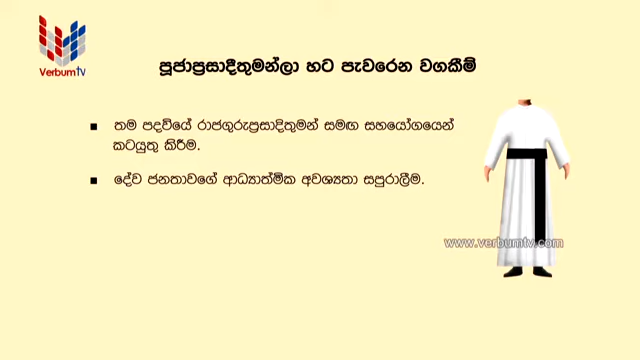 VerbumTV
පූජාප්‍රසාදීතුමන්ලා හට පැවරෙන වගකීම්
තම පදවියේ රාජගුරුප්‍රසාදිතුමන් සමඟ සහයෝගයෙන්
කටයුතු කිරීම.
දේව ජනතාවගේ ආධ්‍යාත්මික අවශ්‍යතා සපුරාලීම.
www.verbumtv.com